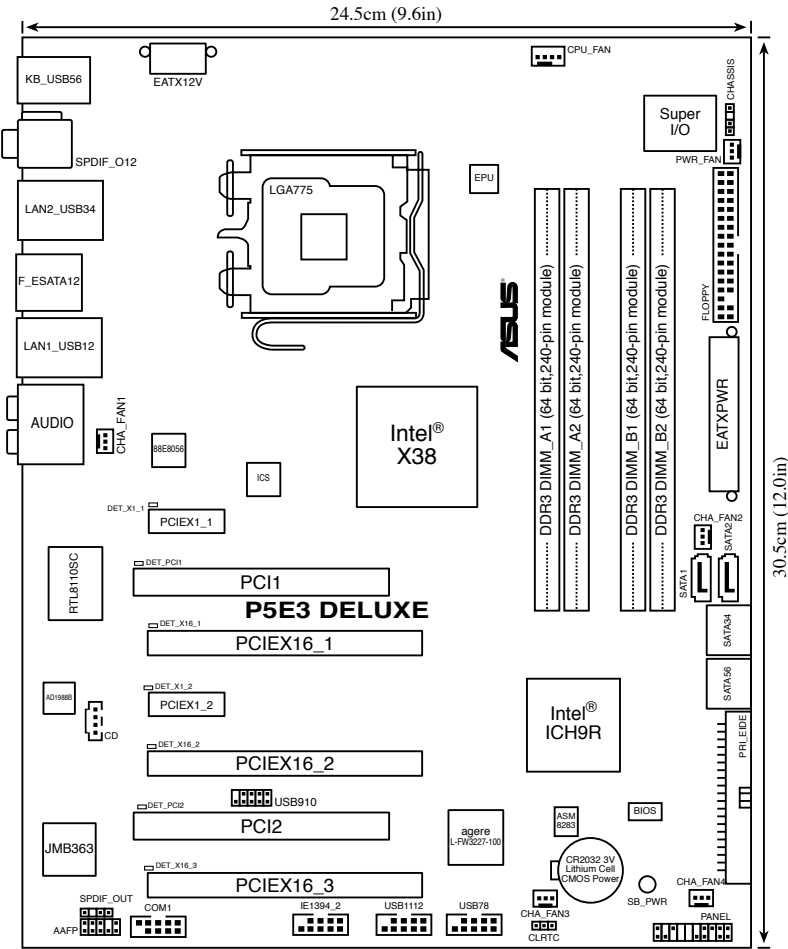 24.5cm (9.6in)
CPU_FAN
KB_USB56
EATX12V
CHASSIS
Super
I/O
PWR_FAN
SPDIF_O12
LGA775
EPU
LAN2_USB34
FLOPPY
F_ESATA12
ASUS
LAN1_USB12
DDR3 DIMM_A1 (64 bit,240-pin module)
DDR3 DIMM_A2 (64 bit,240-pin module)
DDR3 DIMM_B1 (64 bit,240-pin module)
DDR3 DIMM_B2 (64 bit,240-pin module)
EATXPWR
AUDIO
CHA_FAN1
Intel®
X38
88E8056
ICS
30.5cm (12.0in)
DET_X1_1
PCIEX1_1
CHA_FAN2
SATA2
SATA1
RTL8110SC
DET_PCI1
PCI1
P5E3 DELUXE
DET_X16_1
PCIEX16_1
SATA34
SATA56
AD1988B
DET_X1_2
PCIEX1_2
CD
Intel®
ICH9R
PRI_EIDE
DET_X16_2
PCIEX16_2
USB910
DET_PCI2
PCI2
agere
L-FW3227-100
ASM
8283
BIOS
JMB363
CR2032 3V
Lithium Cell
CMOS Power
DET_X16_3
PCIEX16_3
SB_PWR
CHA_FAN4
SPDIF_OUT
AAFP
COM1
IE1394_2
USB1112
USB78
CHA_FAN3
CLRTC
PANEL